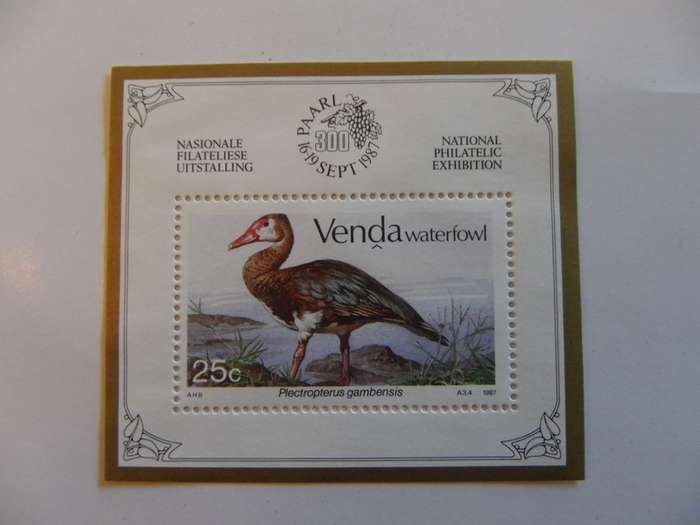 PAARL
300
16-19 SEPT 1987
NASIONALE
FILATELIESE
UITSTALLING
NATIONAL
PHILATELIC
EXHIBITION
Venḓa waterfowl
25c
Plectropterus gambensis
AHB
A3,4 1987